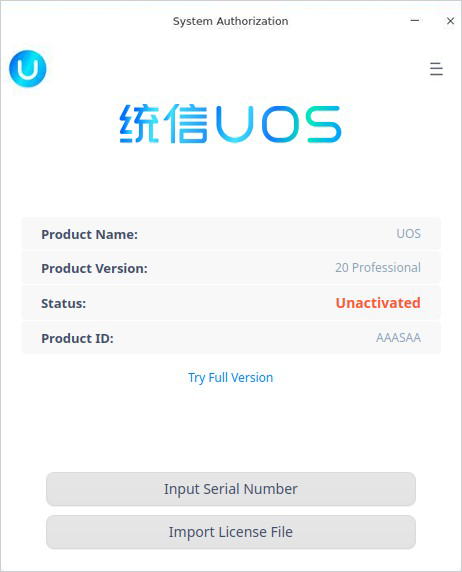 System Authorization
统信UOS
Product Name: UOS
Product Version: 20 Professional
Status: Unactivated
Product ID: AAASAA
Try Full Version
Input Serial Number
Import License File